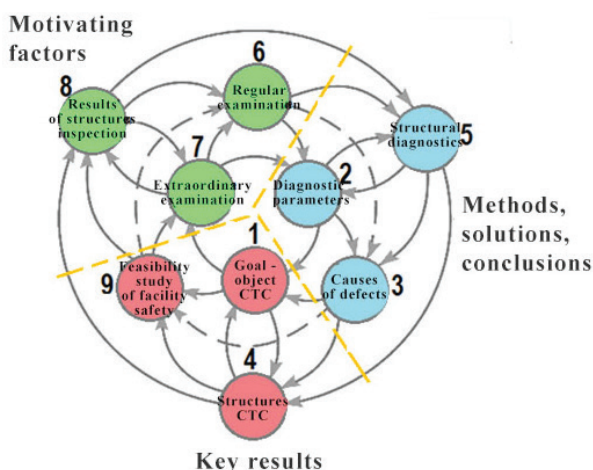 Motivating
factors
6
8
Regular
examination
Results
of structures
inspection
5
Structural
diagnostics
7
Extraordinary
examination
2
Diagnostic
parameters
Methods,
solutions,
conclusions
1
Goal -
object
CTC
9
Feasibility
study
of facility
safety
3
Causes
of defects
4
Structures
CTC
Key results